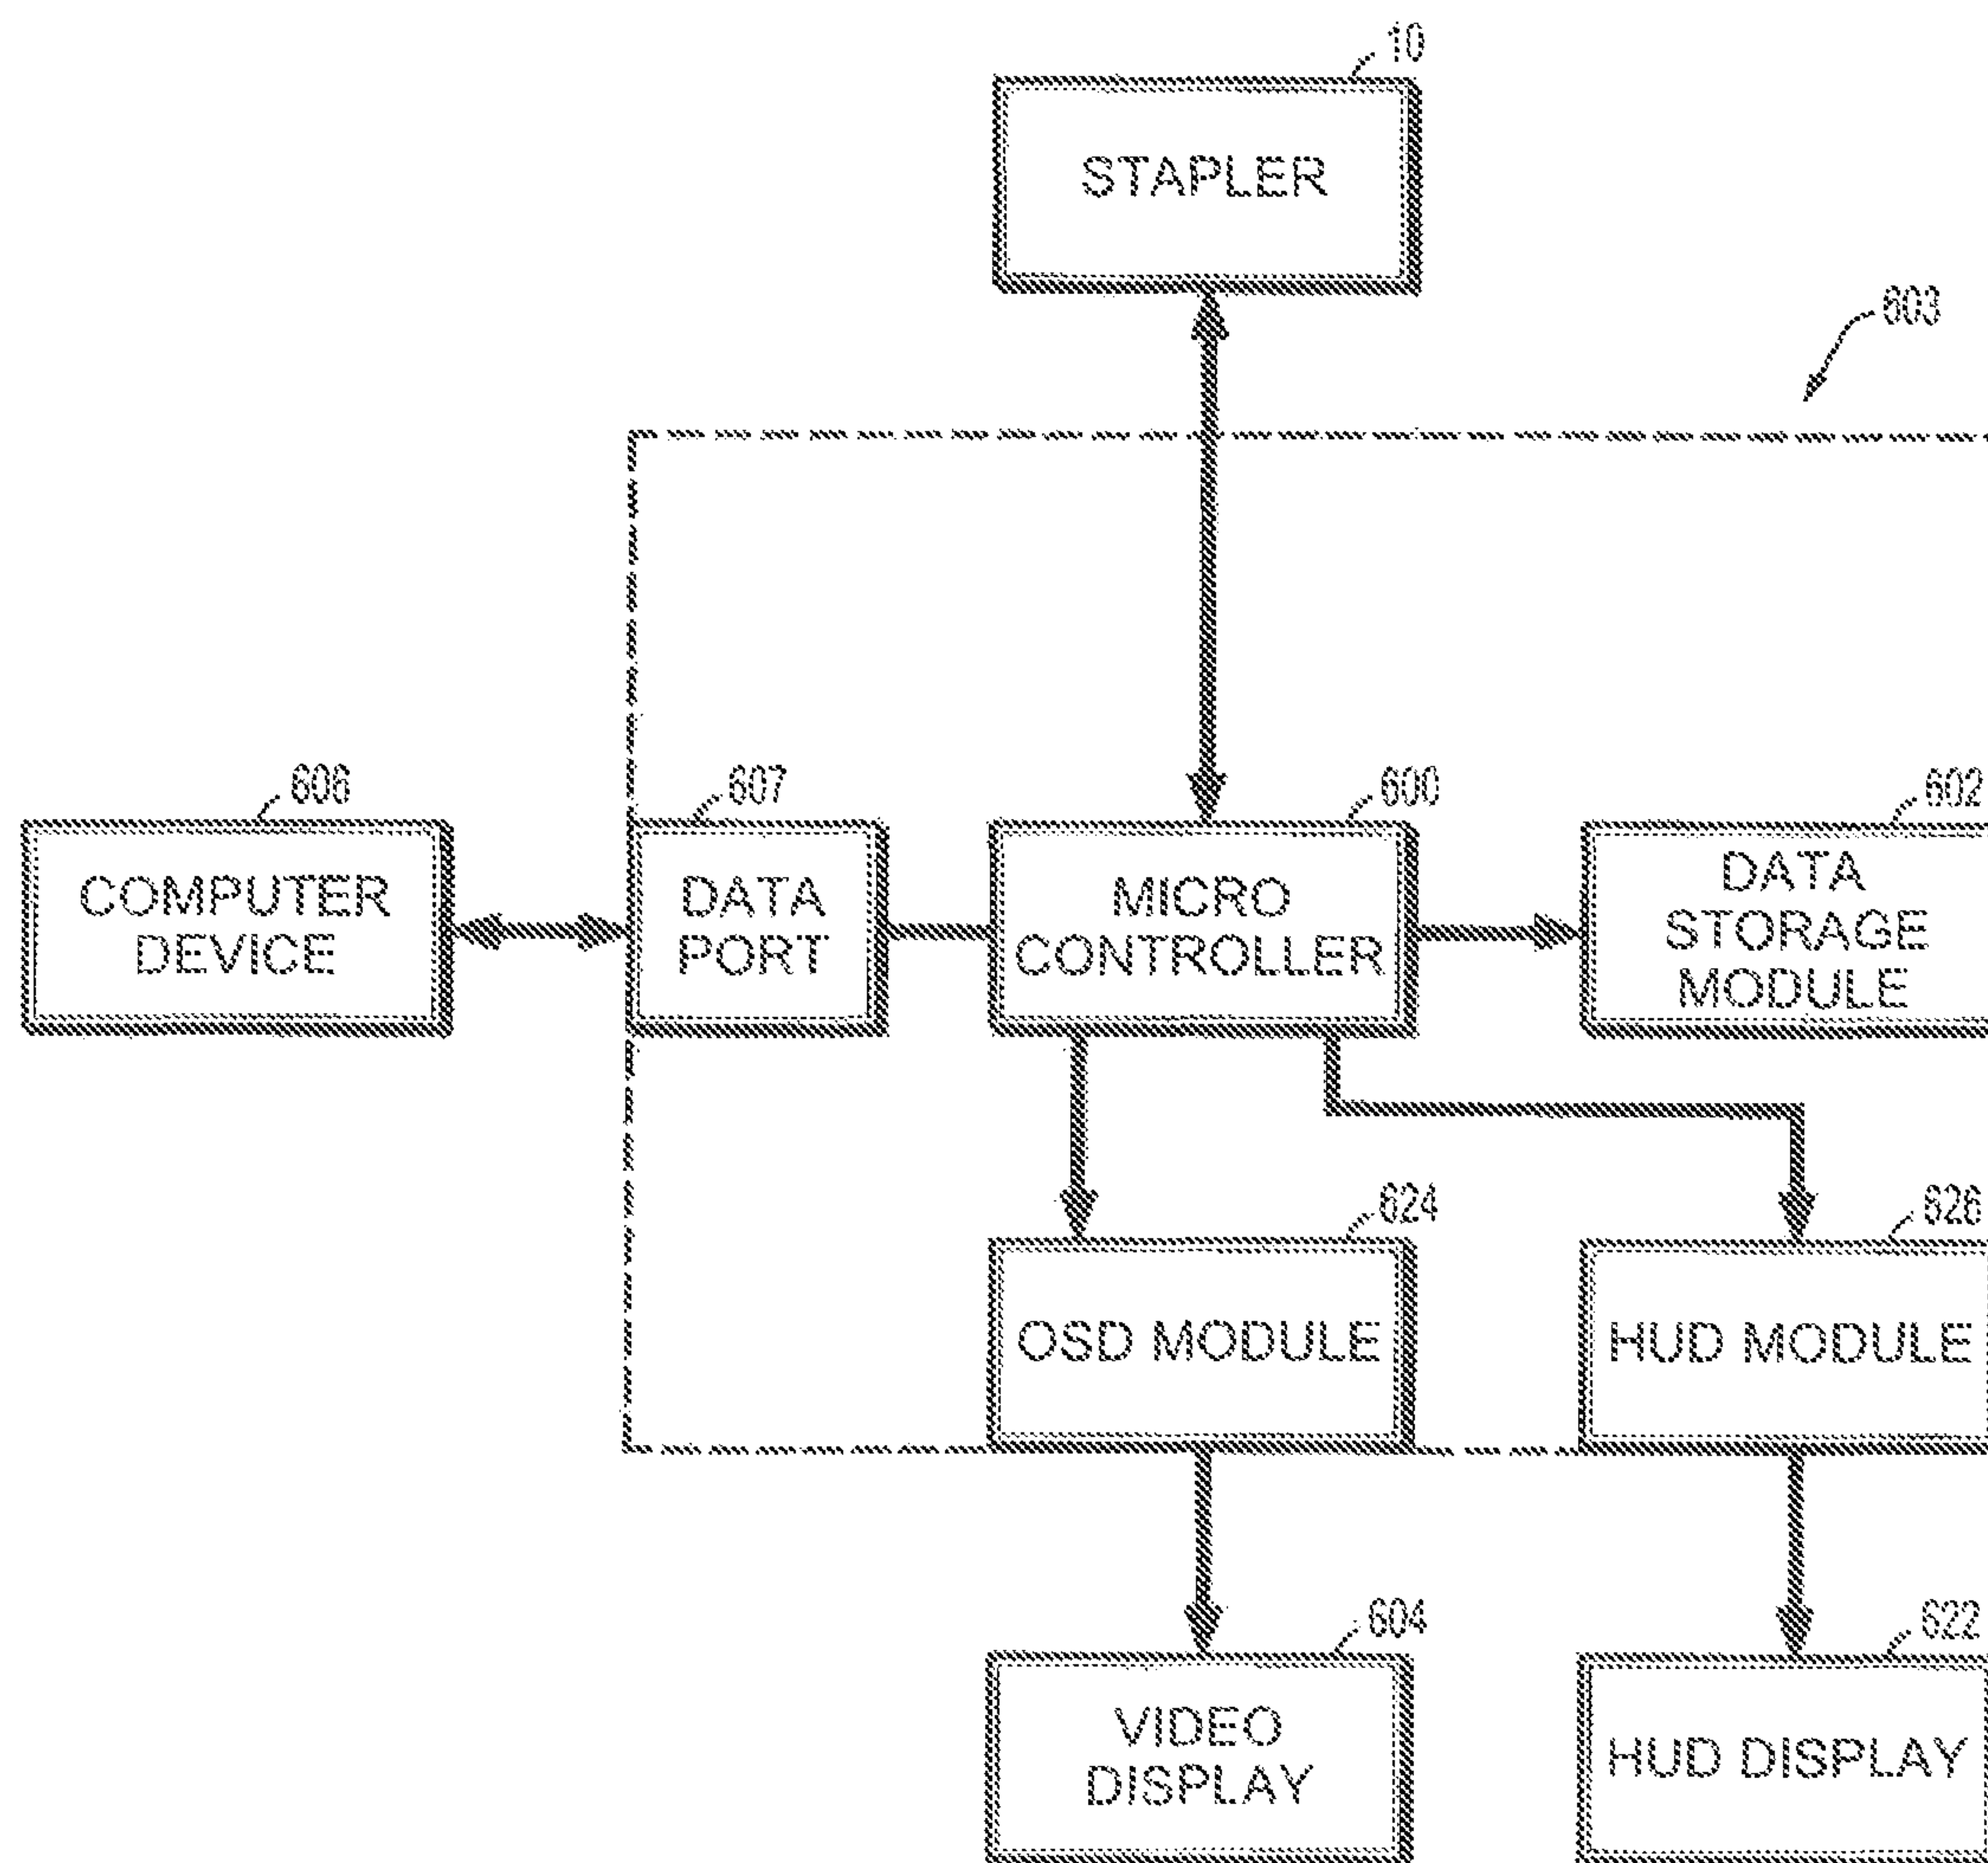 10
STAPLER
603
606
607
600
602
COMPUTER
DEVICE
DATA
PORT
MICRO
CONTROLLER
DATA
STORAGE
MODULE
624
626
OSD MODULE
HUD MODULE
604
622
VIDEO
DISPLAY
HUD DISPLAY